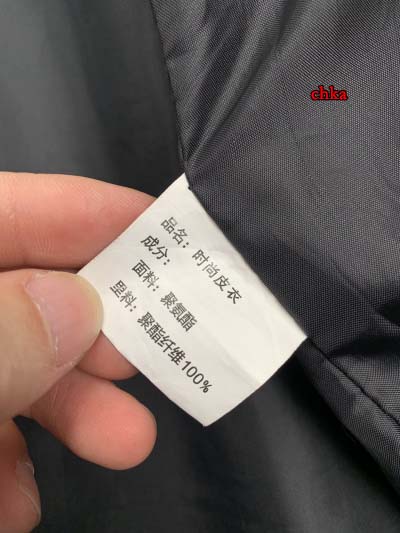 chka
品名：时尚皮衣
成分：
面料：聚氨酯
里料：聚酯纤维100%